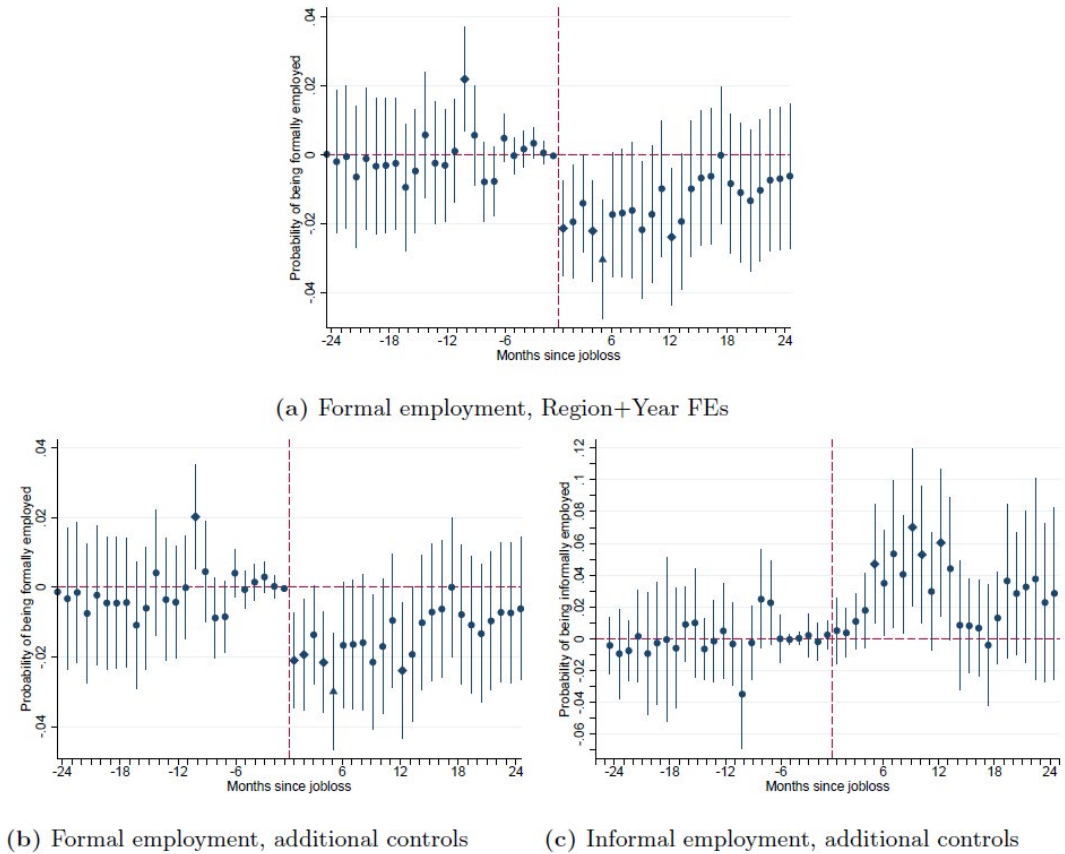 .04
.02
0
-.02
-.04
Probability of being formally employed
-24 -18 -12 -6 6 12 18 24
Months since jobloss
(a) Formal employment, Region+Year FEs
.04
.02
0
-.02
-.04
Probability of being formally employed
-24 -18 -12 -6 6 12 18 24
Months since jobloss
(b) Formal employment, additional controls
.12
.1
.08
.06
.04
.02
0
-.02
-.04
-.06
Probability of being informally employed
-24 -18 -12 -6 6 12 18 24
Months since jobloss
(c) Informal employment, additional controls